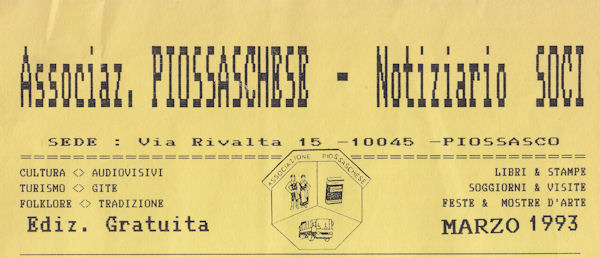 Associaz. PIOSSASCHESE - Notiziario SOCI
SEDE : Via Rivalta 15 -10045 -PIOSSASCO
CULTURA <> AUDIOVISIVI
TURISMO <> GITE
FOLKLORE <> TRADIZIONE
Ediz. Gratuita
ASSOCIAZIONE PIOSSASCHESE
LIBRI & STAMPE
SOGGIORNI & VISITE
FESTE & MOSTRE D'ARTE
MARZO 1993